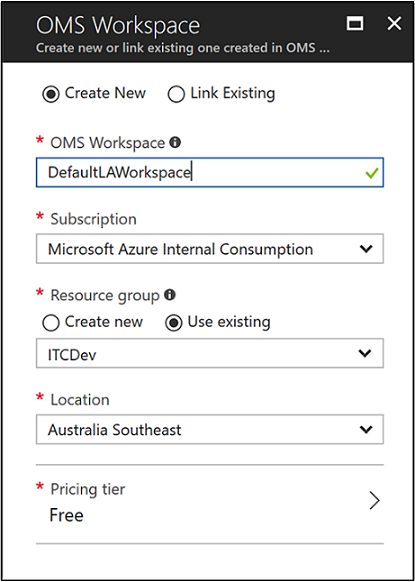 OMS Workspace
Create new or link existing one created in OMS ...
Create New Link Existing
* OMS Workspace
DefaultLAWorkspace
* Subscription
Microsoft Azure Internal Consumption
* Resource group
Create new Use existing
ITCDev
* Location
Australia Southeast
* Pricing tier
Free